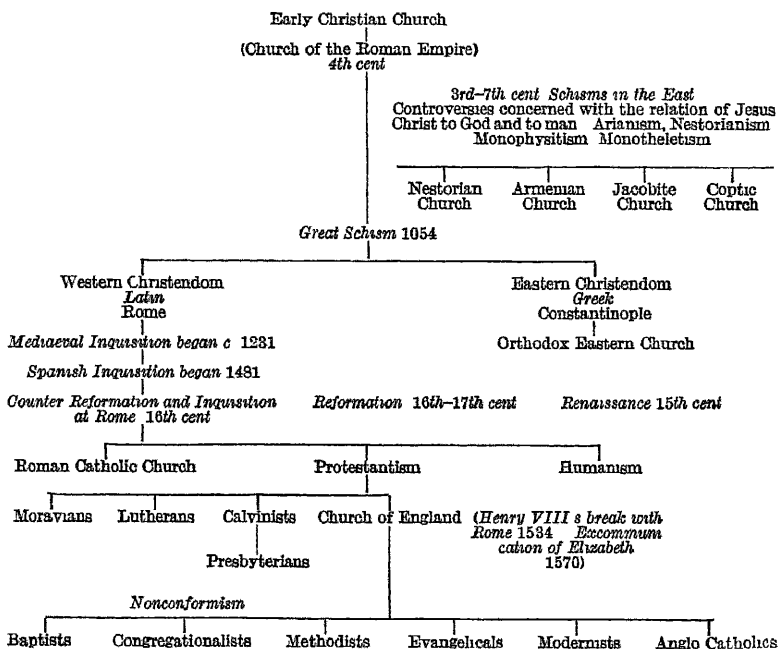 Early Christian Church
(Church of the Roman Empire)
4th cent
3rd–7th cent Schisms in the East
Controversies concerned with the relation of Jesus
Christ to God and to man Arianism, Nestorianism
Monophysitism Monotheletism
Nestorian Church
Armenian Church
Jacobite Church
Coptic Church
Great Schism 1054
Western Christendom
Latin
Rome
Eastern Christendom
Greek
Constantinople
Mediaeval Inquisition began c 1231
Orthodox Eastern Church
Spanish Inquisition began 1481
Counter Reformation and Inquisition
at Rome 16th cent
Reformation 16th–17th cent
Renaissance 15th cent
Roman Catholic Church
Protestantism
Humanism
Moravians
Lutherans
Calvinists
Church of England (Henry VIII s break with
Rome 1534 Excommun
cation of Elizabeth
1570)
Presbyterians
Nonconformism
Baptists
Congregationalists
Methodists
Evangelicals
Modernists
Anglo Catholics